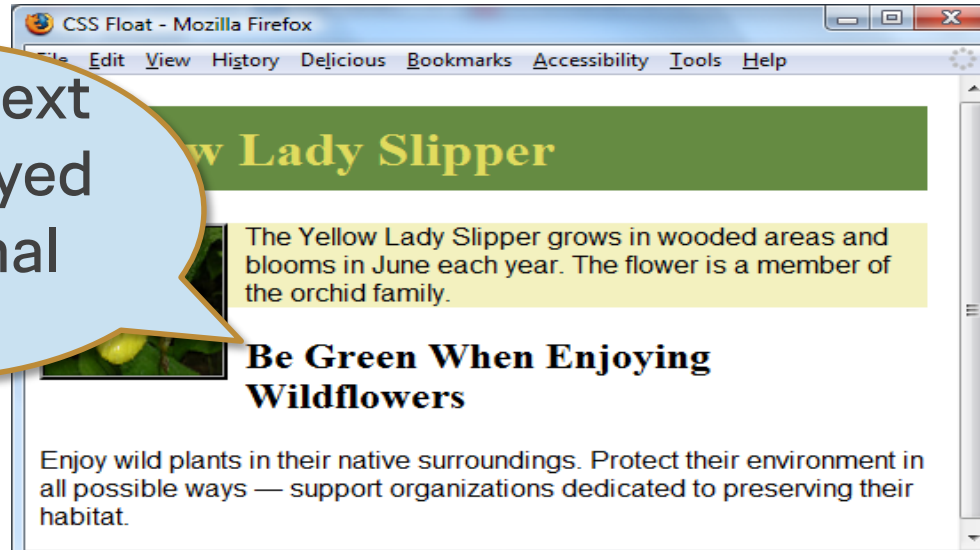 CSS Float - Mozilla Firefox
File Edit View History Delicious Bookmarks Accessibility Tools Help
ext
yed
nal
w Lady Slipper
The Yellow Lady Slipper grows in wooded areas and
blooms in June each year. The flower is a member of
the orchid family.
Be Green When Enjoying
Wildflowers
Enjoy wild plants in their native surroundings. Protect their environment in
all possible ways — support organizations dedicated to preserving their
habitat.